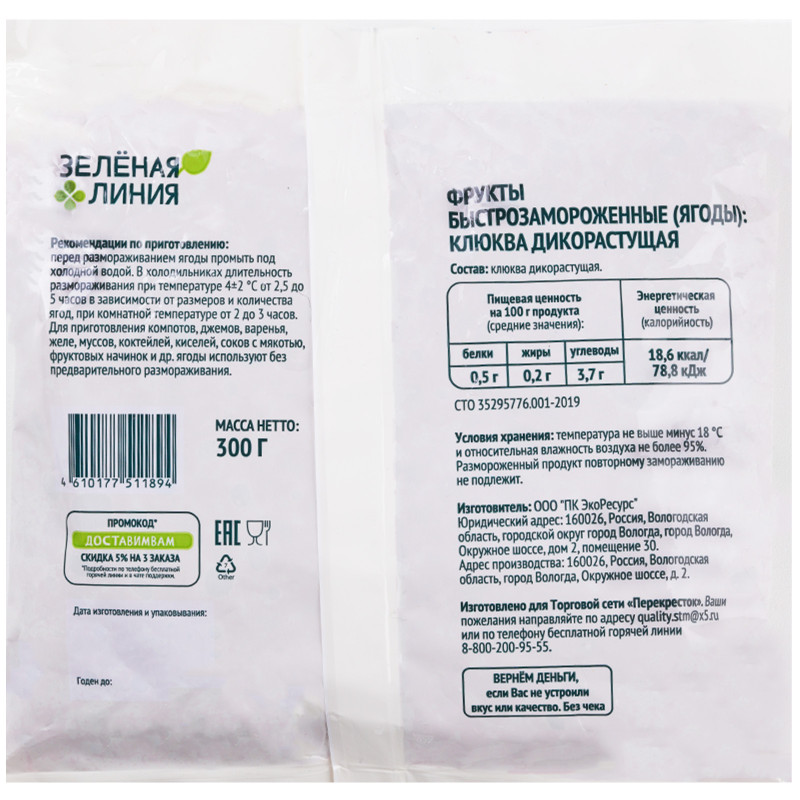 ЗЕЛЁНАЯ
ЛИНИЯ
Рекомендации по приготовлению:
перед размораживанием ягоды промыть под
холодной водой. В холодильниках длительность
размораживания при температуре 4±2 °С от 2,5 до
5 часов в зависимости от размеров и количества
ягод, при комнатной температуре от 2 до 3 часов.
Для приготовления компотов, джемов, варенья,
желе, муссов, коктейлей, киселей, соков с мякотью,
фруктовых начинок и др. ягоды используют без
предварительного размораживания.
МАССА НЕТТО:
300 Г
4 610177 511894
ПРОМОКОД*
ДОСТАВИМВАМ
СКИДКА 5% НА 3 ЗАКАЗА
*Подробности по телефону бесплатной
горячей линии и в чате поддержки.
EAC
7
Other
Дата изготовления и упаковывания:
Годен до:
ФРУКТЫ
БЫСТРОЗАМОРОЖЕННЫЕ (ЯГОДЫ):
КЛЮКВА ДИКОРАСТУЩАЯ
Состав: клюква дикорастущая.
Пищевая ценность
на 100 г продукта
(средние значения):
Энергетическая
ценность
(калорийность)
белки жиры углеводы
0,5 г 0,2 г 3,7 г
18,6 ккал/
78,8 кДж
СТО 35295776.001-2019
Условия хранения: температура не выше минус 18 °С
и относительная влажность воздуха не более 95%.
Размороженный продукт повторному замораживанию
не подлежит.
Изготовитель: ООО "ПК ЭкоРесурс"
Юридический адрес: 160026, Россия, Вологодская
область, городской округ город Вологда, город Вологда,
Окружное шоссе, дом 2, помещение 30.
Адрес производства: 160026, Россия, Вологодская
область, город Вологда, Окружное шоссе, д. 2.
Изготовлено для Торговой сети «Перекресток». Ваши
пожелания направляйте по адресу quality.stm@x5.ru
или по телефону бесплатной горячей линии
8-800-200-95-55.
ВЕРНЁМ ДЕНЬГИ,
если Вас не устроили
вкус или качество. Без чека